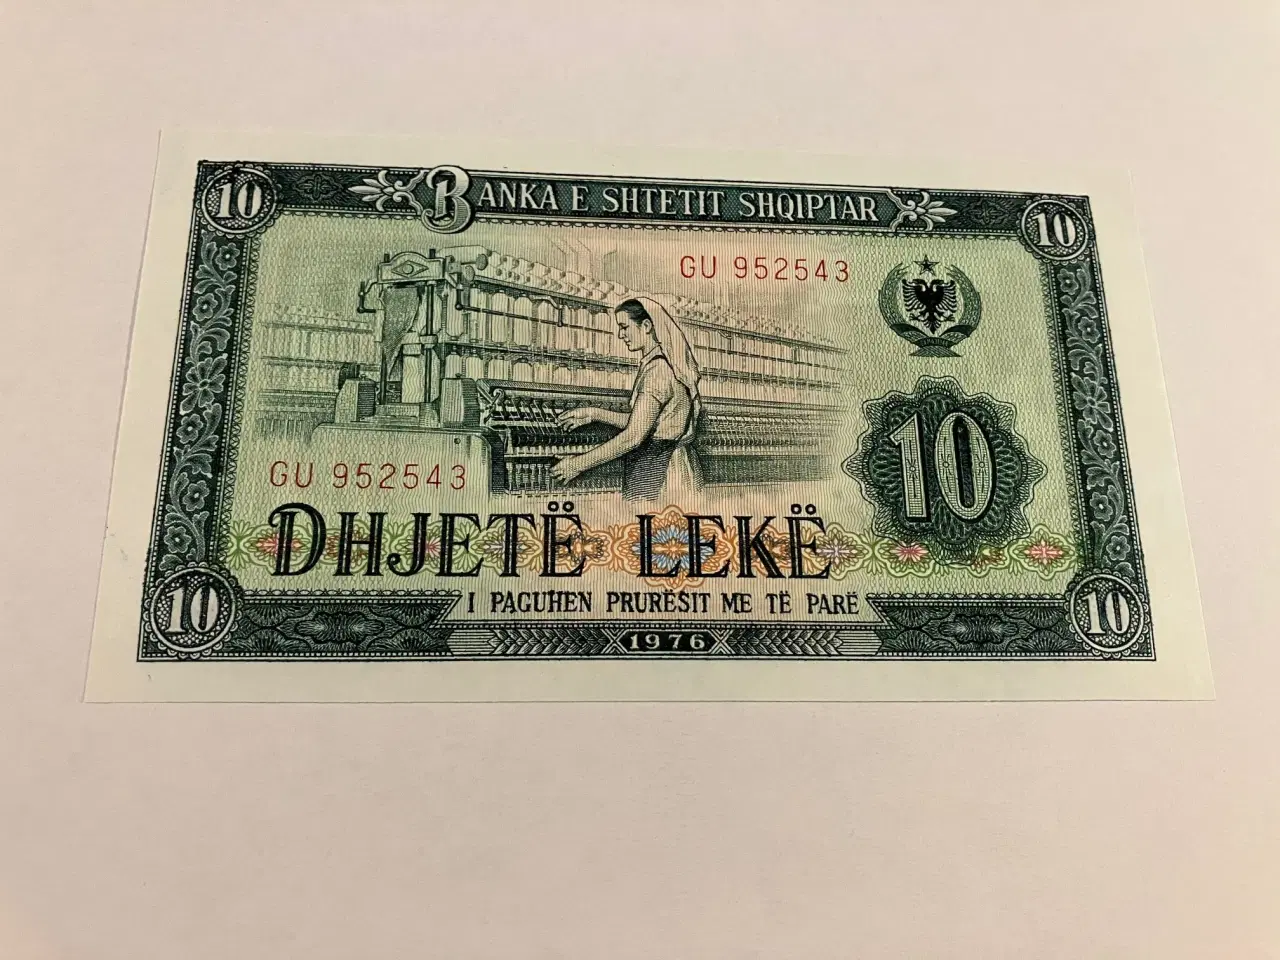 10 BANKA E SHTETIT SHQIPTAR 10
GU 952543
10
GU 952543
DHJETË LEKË
10 I PAGUHEN PRURËSIT ME TË PARË 10
1976